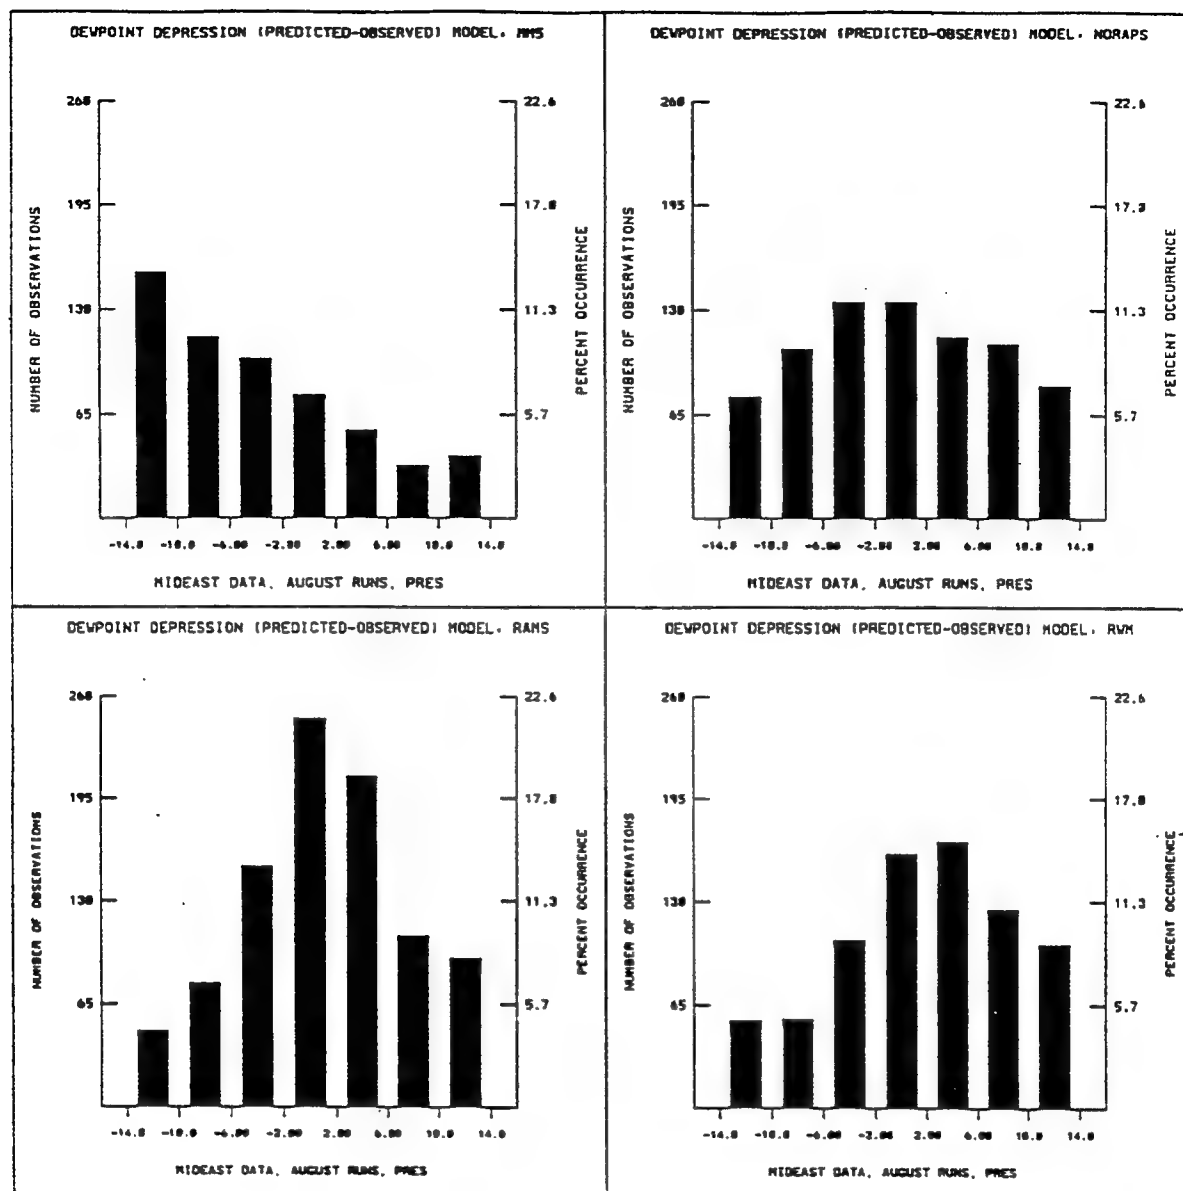 DEWPOINT DEPRESSION (PREDICTED-OBSERVED) MODEL, MM5
NUMBER OF OBSERVATIONS
260
195
130
65
22.6
17.0
11.3
5.7
PERCENT OCCURRENCE
-14.0 -10.0 -6.00 -2.00 2.00 6.00 10.0 14.0
MIDEAST DATA, AUGUST RUNS, PRES
DEWPOINT DEPRESSION (PREDICTED-OBSERVED) MODEL, NORAPS
NUMBER OF OBSERVATIONS
260
195
130
65
22.6
17.0
11.3
5.7
PERCENT OCCURRENCE
-14.0 -10.0 -6.00 -2.00 2.00 6.00 10.0 14.0
MIDEAST DATA, AUGUST RUNS, PRES
DEWPOINT DEPRESSION (PREDICTED-OBSERVED) MODEL, RAMS
NUMBER OF OBSERVATIONS
260
195
130
65
22.6
17.0
11.3
5.7
PERCENT OCCURRENCE
-14.0 -10.0 -6.00 -2.00 2.00 6.00 10.0 14.0
MIDEAST DATA, AUGUST RUNS, PRES
DEWPOINT DEPRESSION (PREDICTED-OBSERVED) MODEL, RWM
NUMBER OF OBSERVATIONS
260
195
130
65
22.6
17.0
11.3
5.7
PERCENT OCCURRENCE
-14.0 -10.0 -6.00 -2.00 2.00 6.00 10.0 14.0
MIDEAST DATA, AUGUST RUNS, PRES